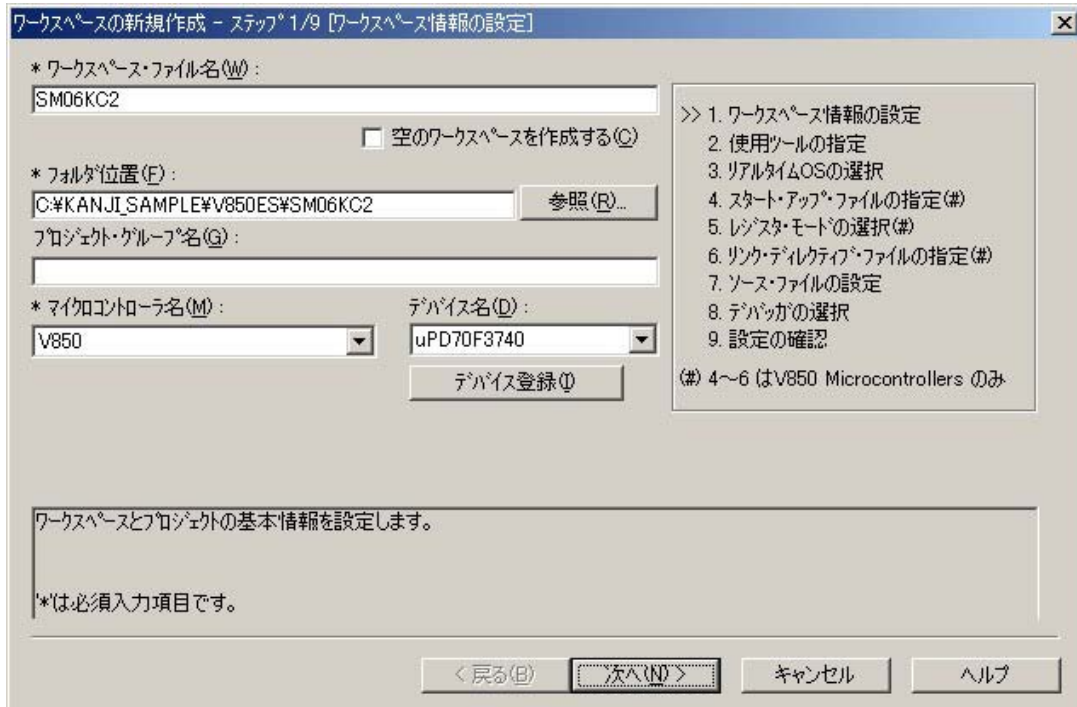 ワークスペースの新規作成 - ステップ 1/9 [ワークスペース情報の設定]
* ワークスペース・ファイル名(W) :
SM06KC2
空のワークスペースを作成する(C)
* フォルダ位置(F) :
C:¥KANJI_SAMPLE¥V850ES¥SM06KC2
参照(R)...
プロジェクト・グループ名(G) :
* マイクロコントローラ名(M) :
デバイス名(D) :
V850
uPD70F3740
デバイス登録(I)
>> 1. ワークスペース情報の設定
2. 使用ツールの指定
3. リアルタイムOSの選択
4. スタート・アップ・ファイルの指定(#)
5. レジスタ・モードの選択(#)
6. リンク・ディレクティブ・ファイルの指定(#)
7. ソース・ファイルの設定
8. デバッガの選択
9. 設定の確認
(#) 4~6 はV850 Microcontrollers のみ
ワークスペースとプロジェクトの基本情報を設定します。
'*'は必須入力項目です。
< 戻る(B)
次へ(N) >
キャンセル
ヘルプ